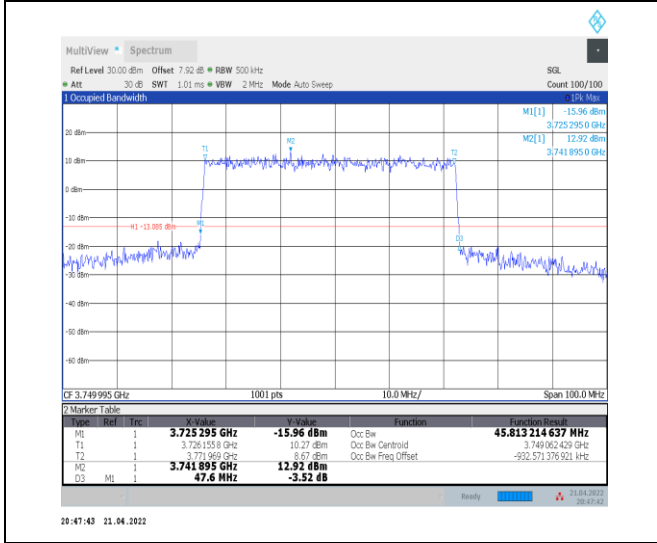 MultiView Spectrum
Ref Level 30.00 dBm Offset 7.92 dB RBW 500 kHz SGL
Att 30 dB SWT 1.01 ms VBW 2 MHz Mode Auto Sweep Count 100/100
1 Occupied Bandwidth 1Pk Max
M1[1] -15.96 dBm
3.725 295 0 GHz
M2[1] 12.92 dBm
3.741 895 0 GHz
20 dBm
M2
T1
T2
10 dBm
0 dBm
-10 dBm
M1
H1 -13.085 dBm
D3
-20 dBm
-30 dBm
-40 dBm
-50 dBm
-60 dBm
CF 3.749 995 GHz 1001 pts 10.0 MHz/ Span 100.0 MHz
2 Marker Table
Type Ref Trc X-Value Y-Value Function Function Result
M1 1 3.725 295 GHz -15.96 dBm Occ Bw 45.813 214 637 MHz
T1 1 3.726 155 8 GHz 10.27 dBm Occ Bw Centroid 3.749 062 429 GHz
T2 1 3.771 969 GHz 8.67 dBm Occ Bw Freq Offset -932.571 376 921 kHz
M2 1 3.741 895 GHz 12.92 dBm
D3 M1 1 47.6 MHz -3.52 dB
Ready 21.04.2022
20:47:42
20:47:43 21.04.2022